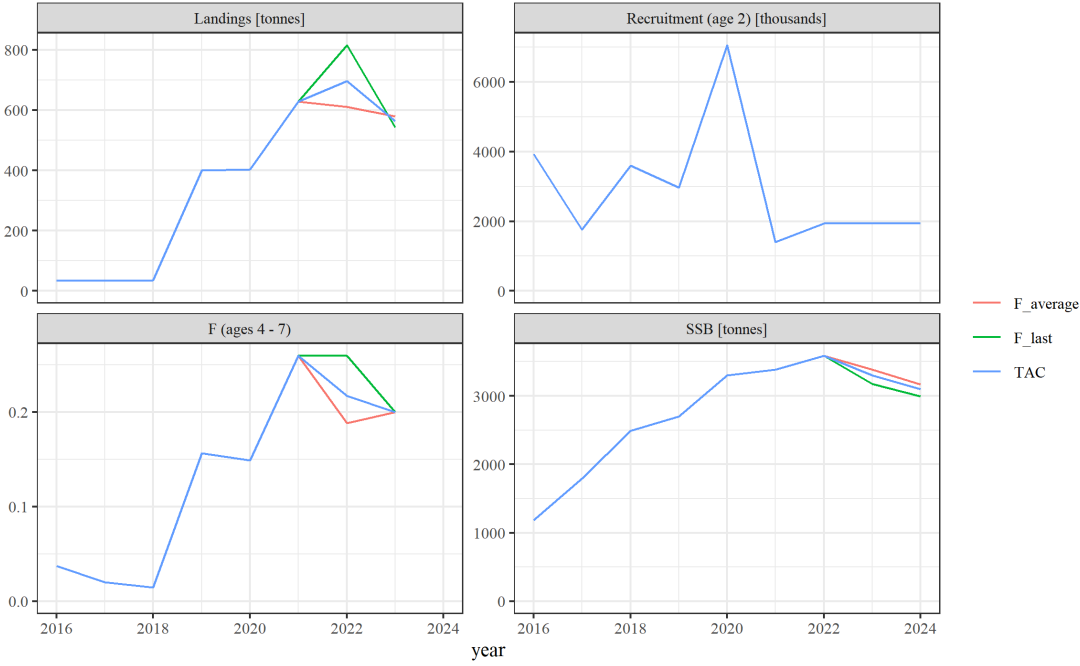 Landings [tonnes]
Recruitment (age 2) [thousands]
800
600
400
200
0
6000
4000
2000
0
F (ages 4 - 7)
SSB [tonnes]
0.2
0.1
0.0
3000
2000
1000
0
2016 2018 2020 2022 2024
2016 2018 2020 2022 2024
year
F_average
F_last
TAC